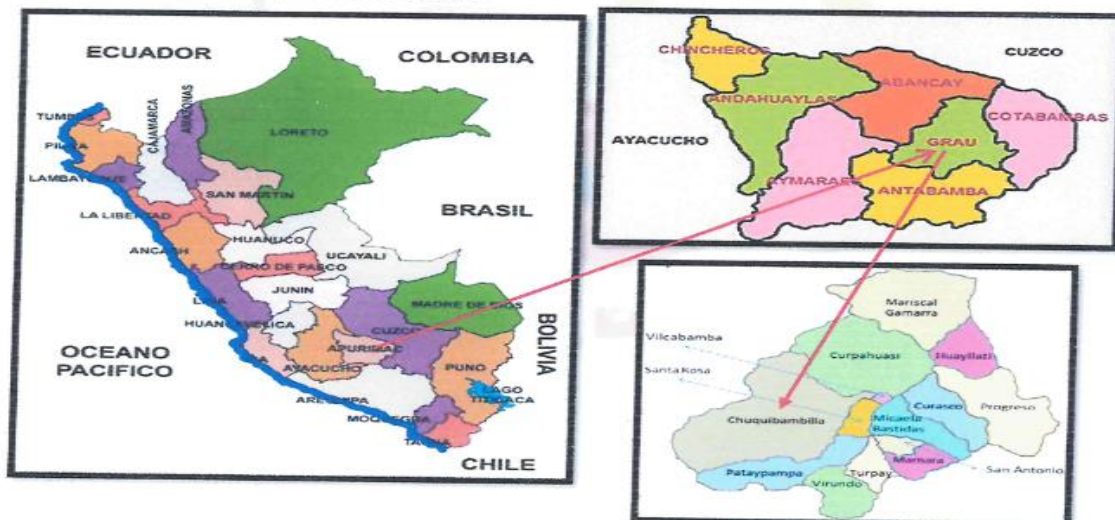 ECUADOR
COLOMBIA
TUMBES
PIURA
CAJAMARCA
AMAZONAS
LORETO
LAMBAYEQUE
SAN MARTIN
LA LIBERTAD
BRASIL
ANCASH
HUANUCO
UCAYALI
CERRO DE PASCO
JUNIN
LIMA
MADRE DE DIOS
HUANCAVELICA
CUZCO
BOLIVIA
APURIMAC
OCEANO
PACIFICO
AYACUCHO
PUNO
LAGO
TITICACA
AREQUIPA
MOQUEGUA
TACNA
CHILE
CHINCHEROS
CUZCO
ABANCAY
ANDAHUAYLAS
COTABAMBAS
AYACUCHO
GRAU
AYMARAES
ANTABAMBA
Mariscal
Gamarra
Vilcabamba
Curpahuasi
Huayllati
Santa Rosa
Curasco
Progreso
Chuquibambilla
Micaela
Bastidas
Mamara
San Antonio
Pataypampa
Turpay
Virundo